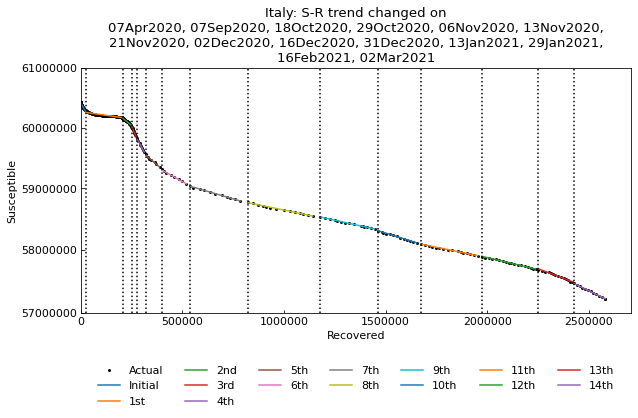 Italy: S-R trend changed on
07Apr2020, 07Sep2020, 18Oct2020, 29Oct2020, 06Nov2020, 13Nov2020,
21Nov2020, 02Dec2020, 16Dec2020, 31Dec2020, 13Jan2021, 29Jan2021,
16Feb2021, 02Mar2021
61000000
60000000
59000000
58000000
57000000
Susceptible
0 500000 1000000 1500000 2000000 2500000
Recovered
Actual 2nd 5th 7th 9th 11th 13th
Initial 3rd 6th 8th 10th 12th 14th
1st 4th